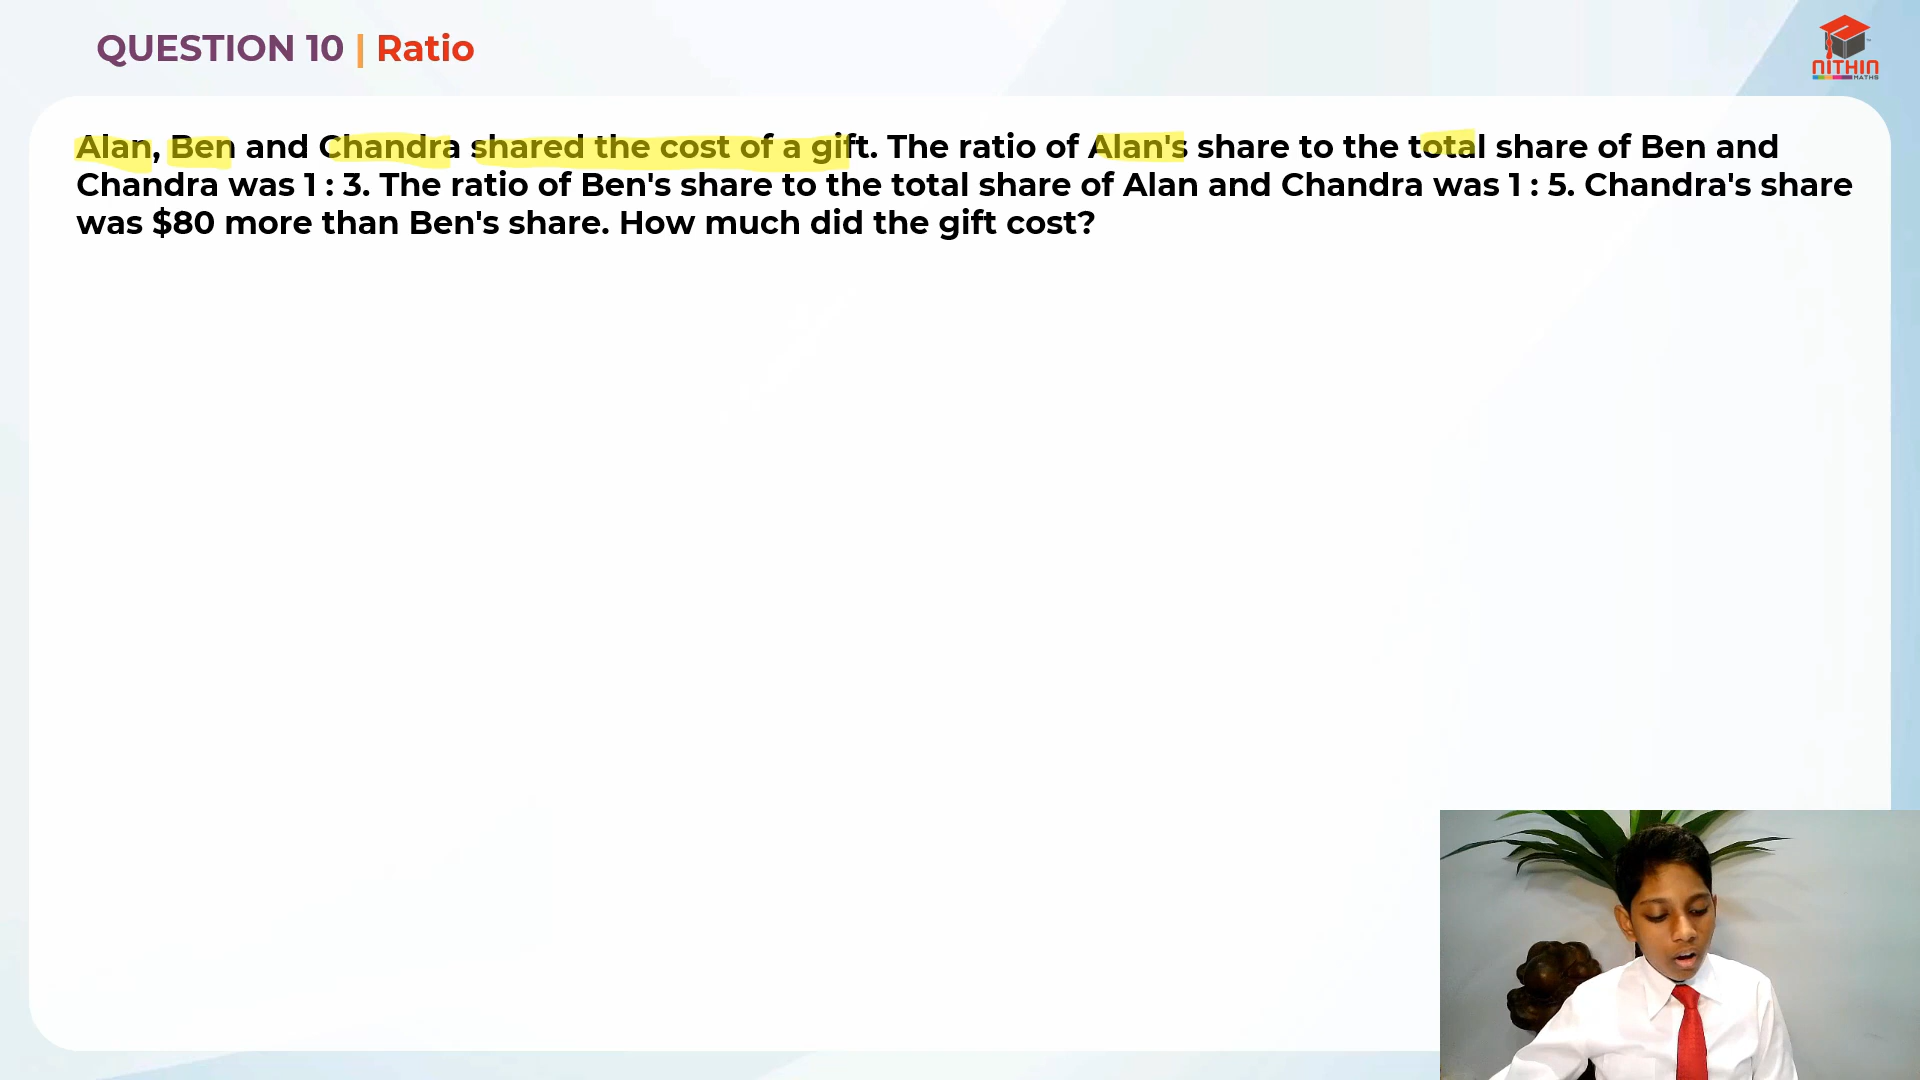 QUESTION 10 | Ratio
NITHIN
MATHS
Alan, Ben and Chandra shared the cost of a gift. The ratio of Alan's share to the total share of Ben and
Chandra was 1 : 3. The ratio of Ben's share to the total share of Alan and Chandra was 1 : 5. Chandra's share
was $80 more than Ben's share. How much did the gift cost?